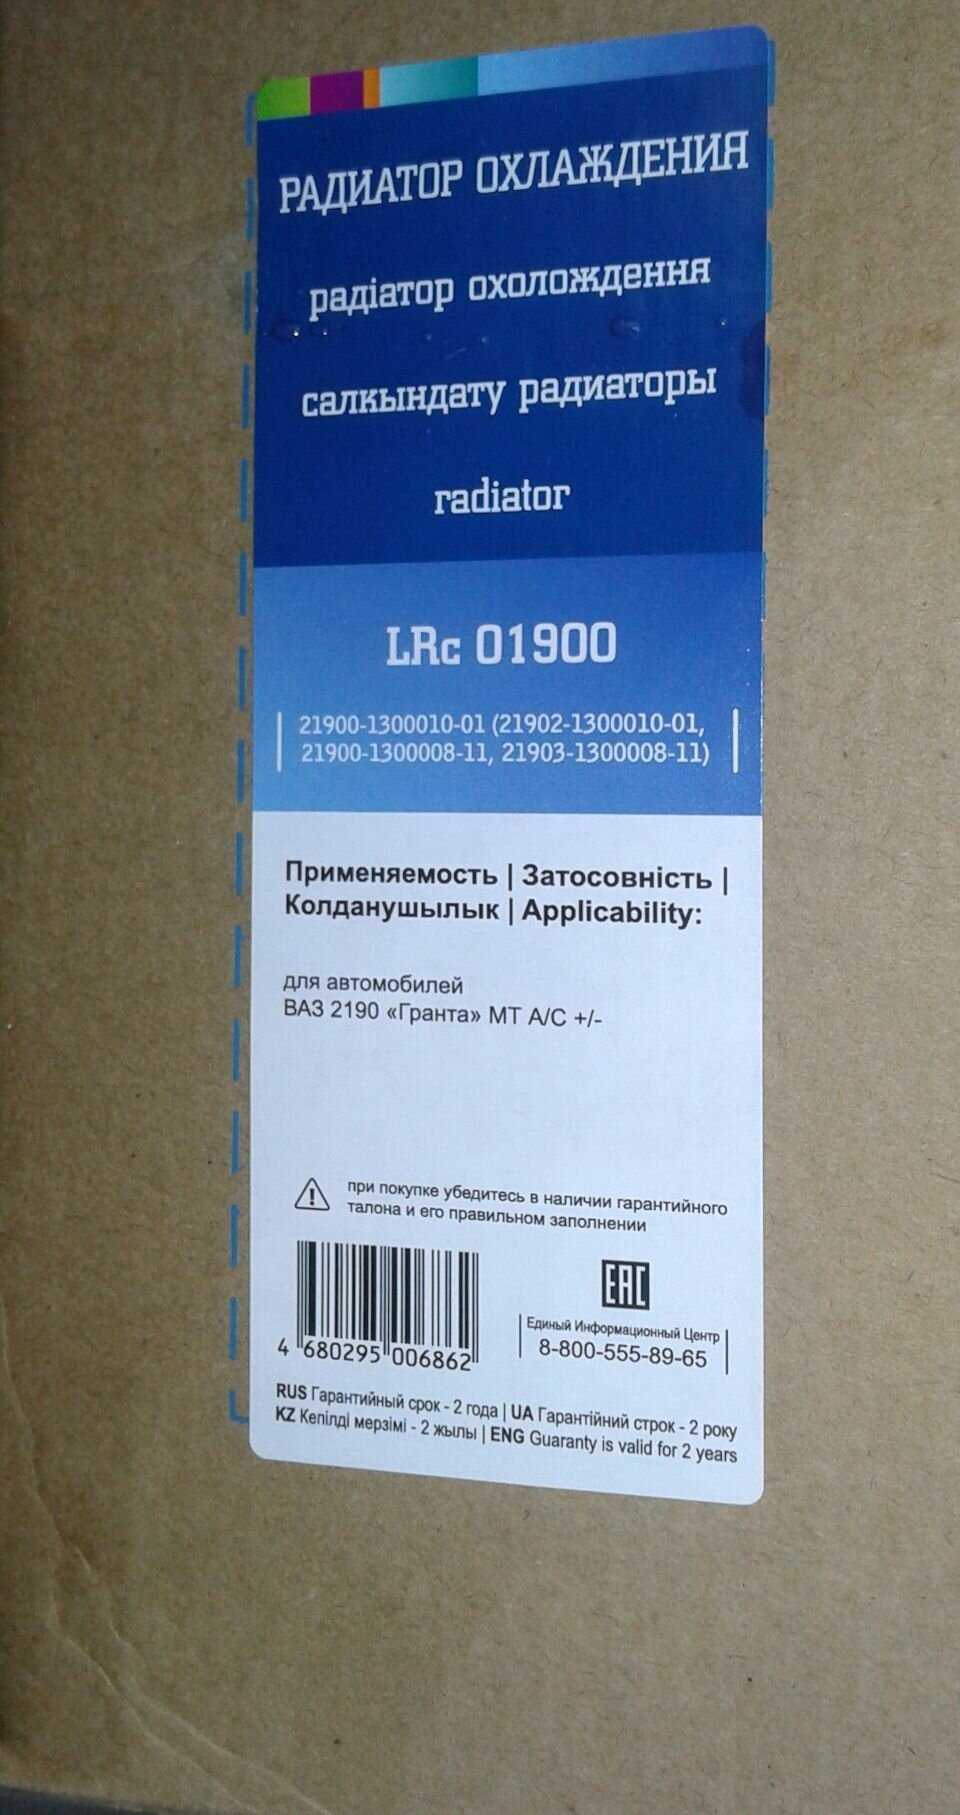 РАДИАТОР ОХЛАЖДЕНИЯ
радіатор охолождення
салкындату радиаторы
radiator
LRc 01900
21900-1300010-01 (21902-1300010-01,
21900-1300008-11, 21903-1300008-11)
Применяемость | Затосовність |
Колданушылык | Applicability:
для автомобилей
ВАЗ 2190 «Гранта» МТ А/С +/-
при покупке убедитесь в наличии гарантийного
талона и его правильном заполнении
EAC
Единый Информационный Центр
8-800-555-89-65
4 680295 006862
RUS Гарантийный срок - 2 года | UA Гарантійний строк - 2 року
KZ Кепілді мерзімі - 2 жылы | ENG Guaranty is valid for 2 years